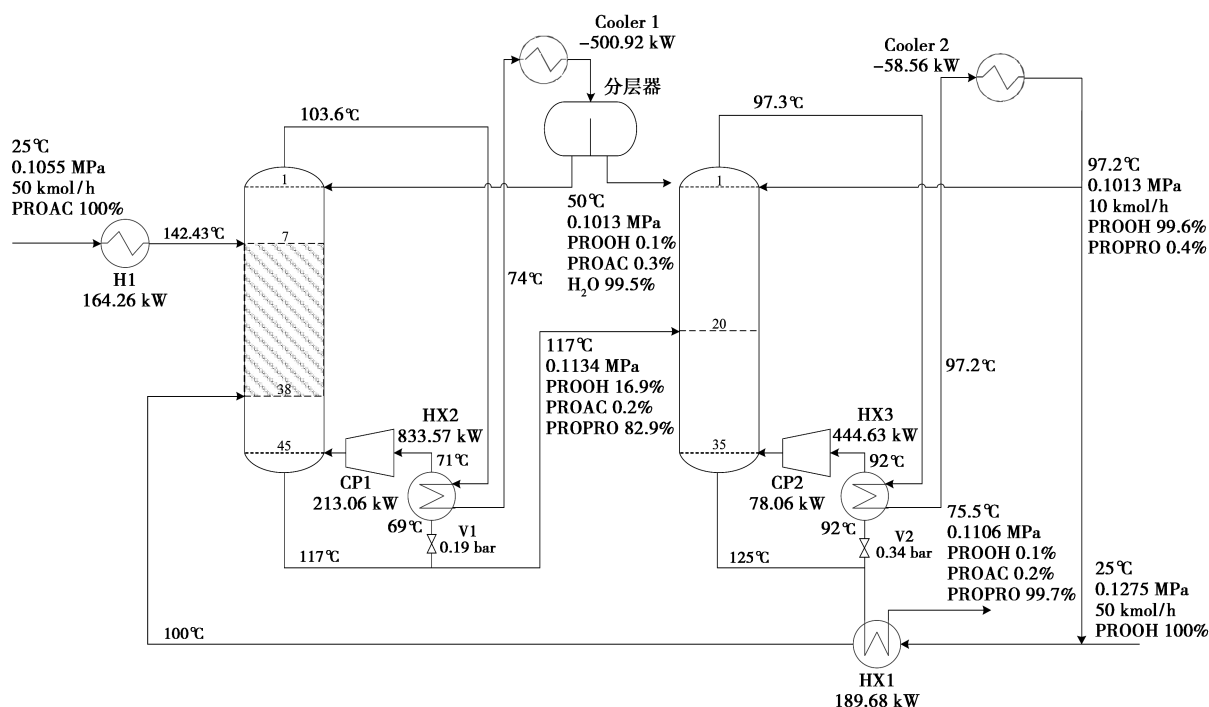 Cooler 1
−500.92 kW
Cooler 2
−58.56 kW
分层器
103.6℃
97.3℃
25℃
0.1055 MPa
50 kmol/h
PROAC 100%
142.43℃
H1
164.26 kW
1
7
38
45
74℃
50℃
0.1013 MPa
PROOH 0.1%
PROAC 0.3%
H2O 99.5%
1
20
35
97.2℃
0.1013 MPa
10 kmol/h
PROOH 99.6%
PROPRO 0.4%
117℃
0.1134 MPa
PROOH 16.9%
PROAC 0.2%
PROPRO 82.9%
97.2℃
HX2
833.57 kW
71℃
CP1
213.06 kW
69℃
V1
0.19 bar
117℃
HX3
444.63 kW
92℃
CP2
78.06 kW
92℃
V2
0.34 bar
125℃
75.5℃
0.1106 MPa
PROOH 0.1%
PROAC 0.2%
PROPRO 99.7%
25℃
0.1275 MPa
50 kmol/h
PROOH 100%
100℃
HX1
189.68 kW